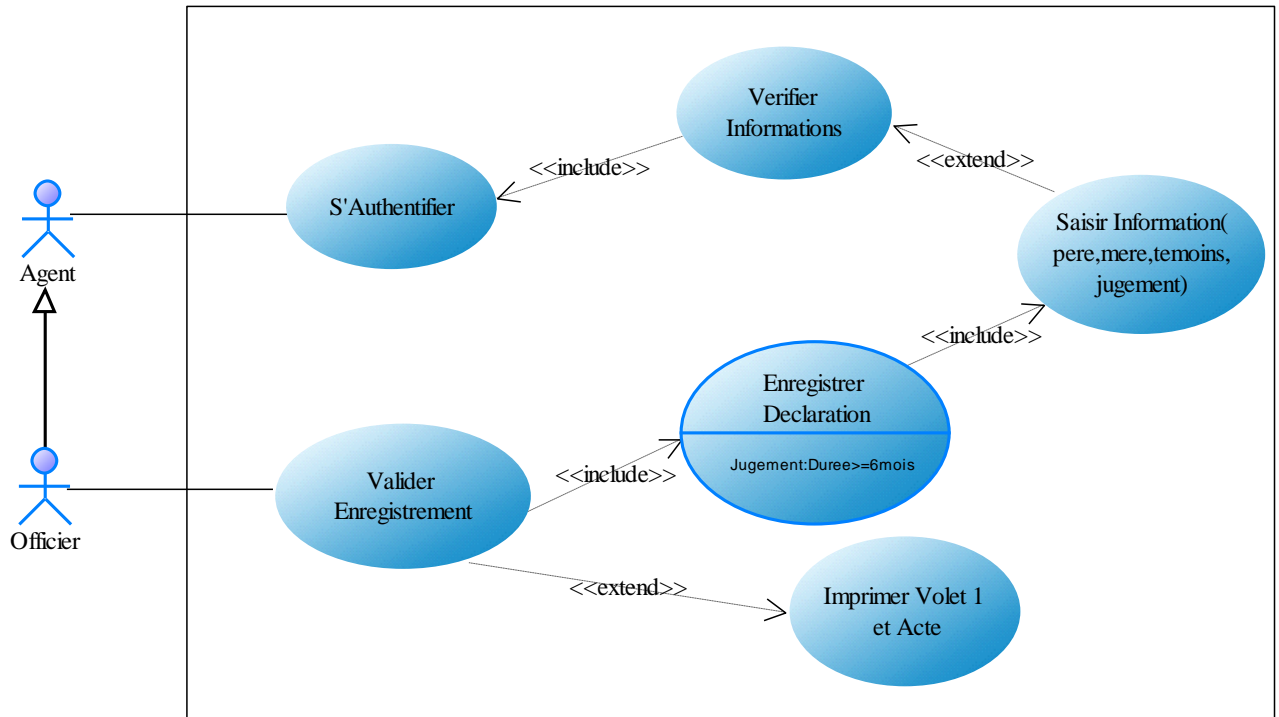 Verifier
Informations
<<include>>
<<extend>>
S'Authentifier
Saisir Information(
pere,mere,temoins,
jugement)
Agent
<<include>>
Enregistrer
Declaration
Jugement:Duree>=6mois
<<include>>
Valider
Enregistrement
Officier
<<extend>>
Imprimer Volet 1
et Acte